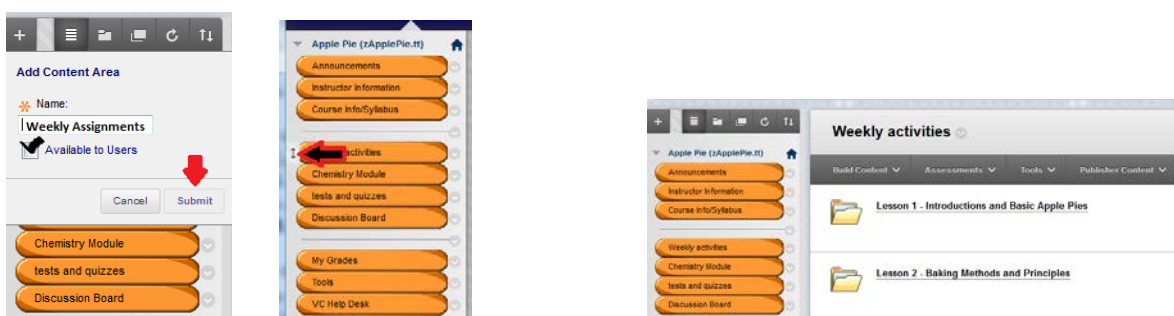 Add Content Area
Name:
Weekly Assignments
Available to Users
Cancel Submit
Chemistry Module
tests and quizzes
Discussion Board
Apple Pie (zApplePie.tt)
Announcements
Instructor Information
Course Info/Syllabus
activities
Chemistry Module
tests and quizzes
Discussion Board
My Grades
Tools
VC Help Desk
Apple Pie (zApplePie.tt)
Announcements
Instructor Information
Course Info/Syllabus
Weekly activities
Chemistry Module
tests and quizzes
Discussion Board
Weekly activities
Build Content Assessments Tools Publisher Content
Lesson 1 - Introductions and Basic Apple Pies
Lesson 2 - Baking Methods and Principles